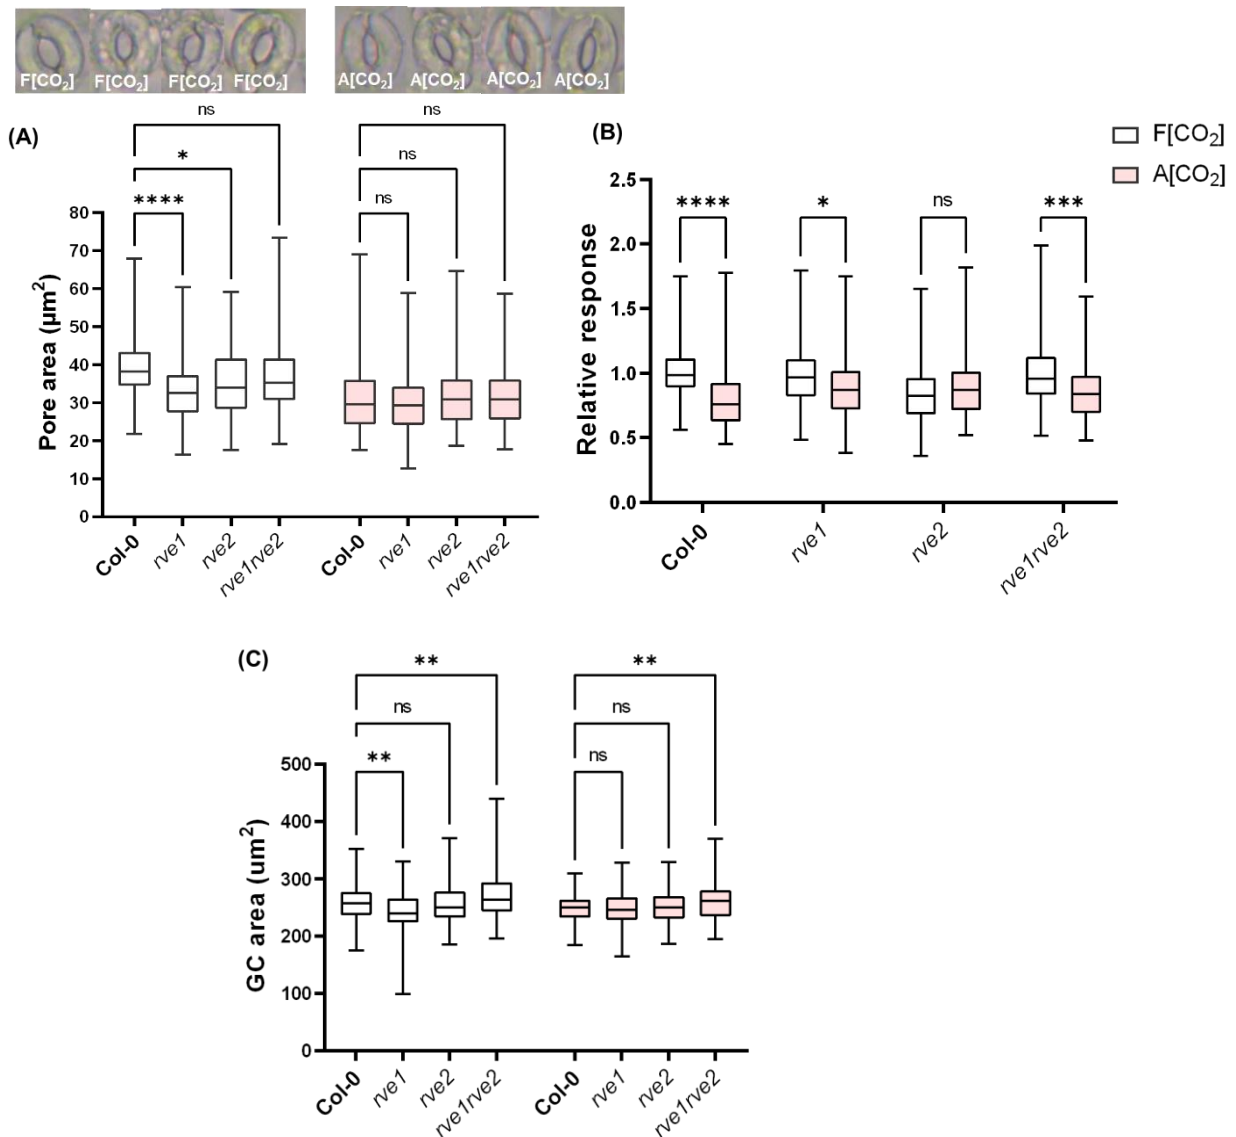 F[CO₂] F[CO₂] F[CO₂] F[CO₂] A[CO₂] A[CO₂] A[CO₂] A[CO₂]
(A)
ns ns
* ns
**** ns
Pore area (µm²)
80
70
60
50
40
30
20
10
0
Col-0 rve1 rve2 rve1rve2 Col-0 rve1 rve2 rve1rve2
(B)
F[CO₂]
A[CO₂]
**** * ns ***
Relative response
2.5
2.0
1.5
1.0
0.5
0.0
Col-0 rve1 rve2 rve1rve2
(C)
** **
ns ns
** ns
GC area (um²)
500
400
300
200
100
0
Col-0 rve1 rve2 rve1rve2 Col-0 rve1 rve2 rve1rve2